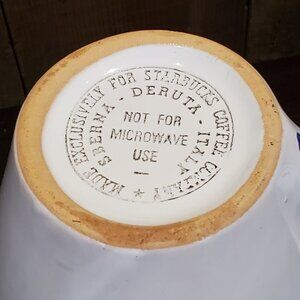 MADE EXCLUSIVELY FOR STARBUCKS COFFEE COMPANY ★
SBERNA - DERUTA - ITALY
NOT FOR
MICROWAVE
USE